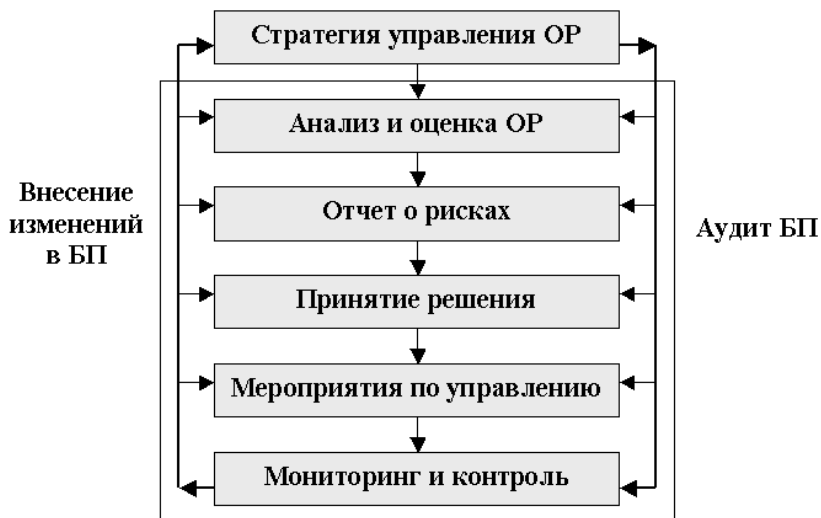 Стратегия управления ОР
Анализ и оценка ОР
Внесение
изменений
в БП
Отчет о рисках
Аудит БП
Принятие решения
Мероприятия по управлению
Мониторинг и контроль